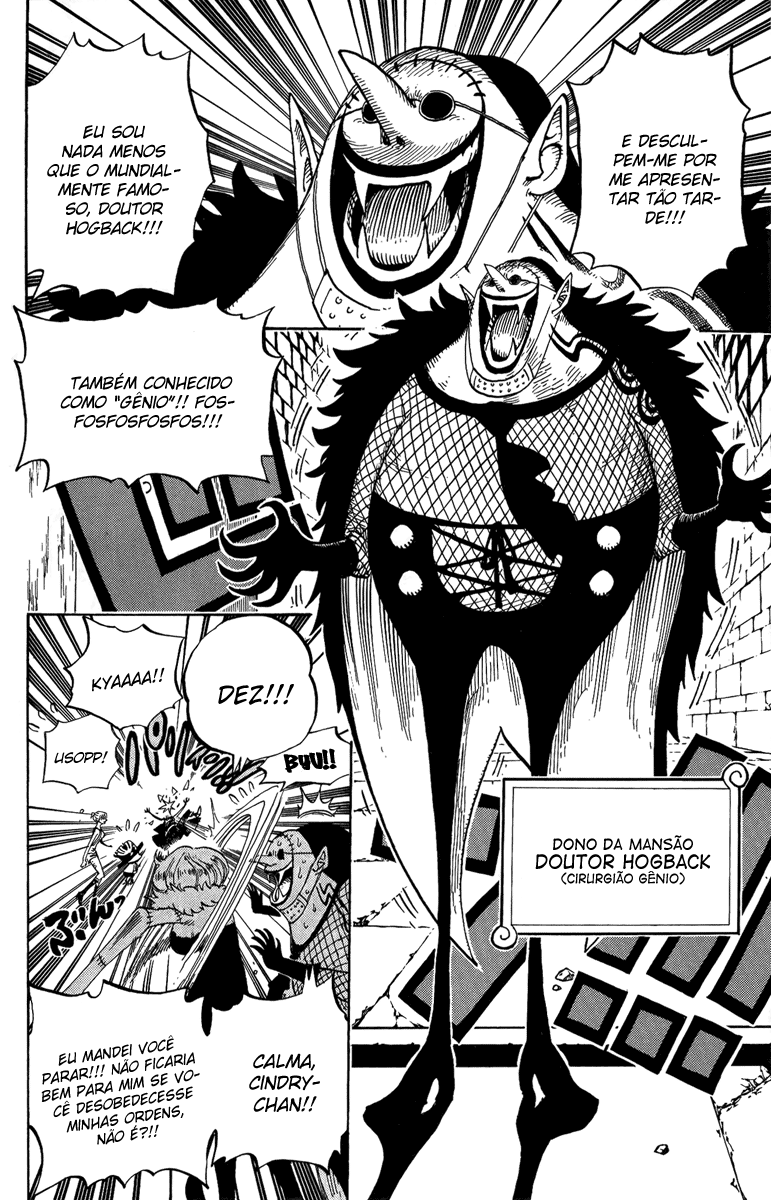 E DESCUL-
PEM-ME POR
ME APRESEN-
TAR TÃO TAR-
DE!!!
EU SOU
NADA MENOS
QUE O MUNDIAL-
MENTE FAMO-
SO, DOUTOR
HOGBACK!!!
TAMBÉM CONHECIDO
COMO "GÊNIO"!! FOS-
FOSFOSFOSFOS!!!
DONO DA MANSÃO
DOUTOR HOGBACK
(CIRURGIÃO GÊNIO)
DEZ!!!
KYAAAA!!
USOPP!
BUU!!
ぶんっ
CALMA,
CINDRY-
CHAN!!
EU MANDEI VOCÊ
PARAR!!! NÃO FICARIA
BEM PARA MIM SE VO-
CÊ DESOBEDECESSE
MINHAS ORDENS,
NÃO É?!!